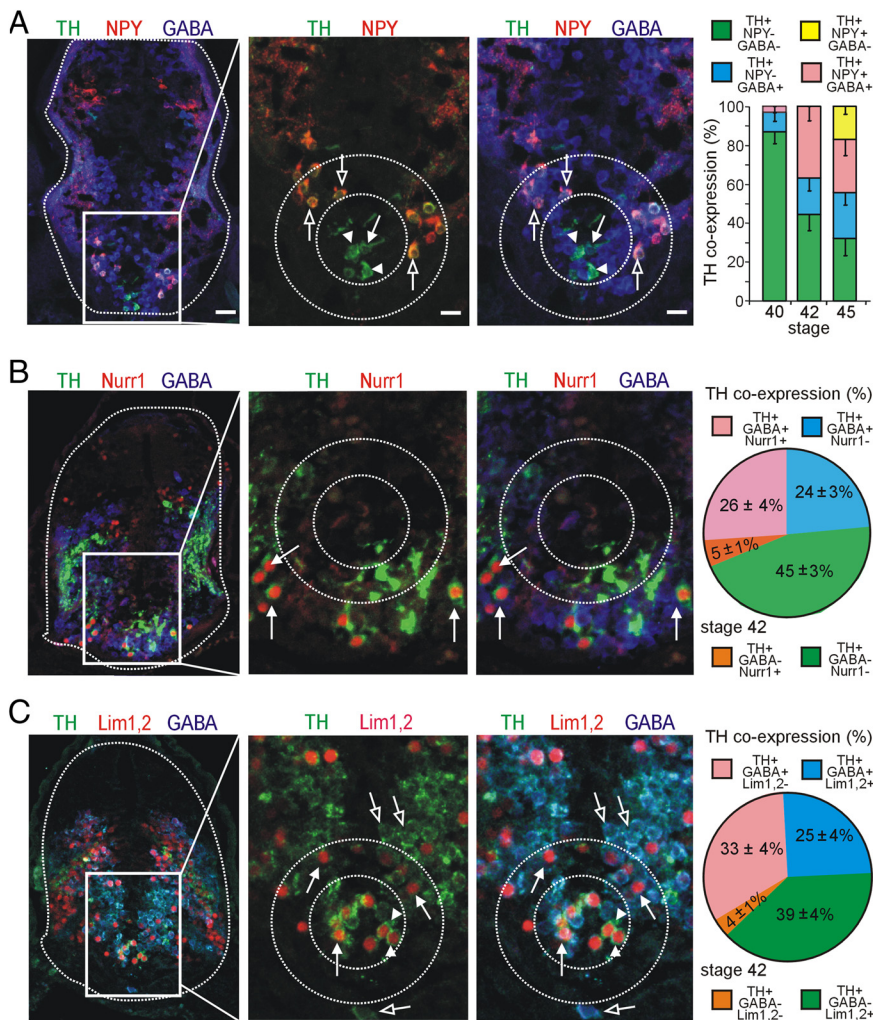 A
TH NPY GABA
TH NPY
TH NPY GABA
TH+ NPY- GABA-
TH+ NPY+ GABA-
TH+ NPY- GABA+
TH+ NPY+ GABA+
TH co-expression (%)
100
80
60
40
20
0
40 42 45
stage
B
TH Nurr1 GABA
TH Nurr1
TH Nurr1 GABA
TH co-expression (%)
TH+ GABA+ Nurr1+
TH+ GABA+ Nurr1-
26 ± 4%
24 ± 3%
5 ± 1%
45 ± 3%
stage 42
TH+ GABA- Nurr1+
TH+ GABA- Nurr1-
C
TH Lim1,2 GABA
TH Lim1,2
TH Lim1,2 GABA
TH co-expression (%)
TH+ GABA+ Lim1,2-
TH+ GABA+ Lim1,2+
33 ± 4%
25 ± 4%
4 ± 1%
39 ± 4%
stage 42
TH+ GABA- Lim1,2-
TH+ GABA- Lim1,2+